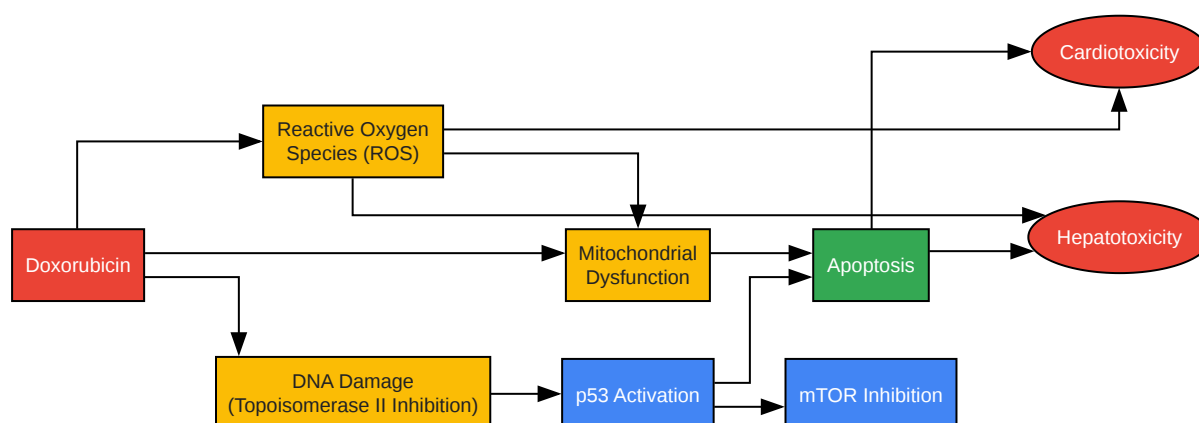 Cardiotoxicity
Reactive Oxygen
Species (ROS)
Doxorubicin
Mitochondrial
Dysfunction
Apoptosis
Hepatotoxicity
DNA Damage
(Topoisomerase II Inhibition)
p53 Activation
mTOR Inhibition